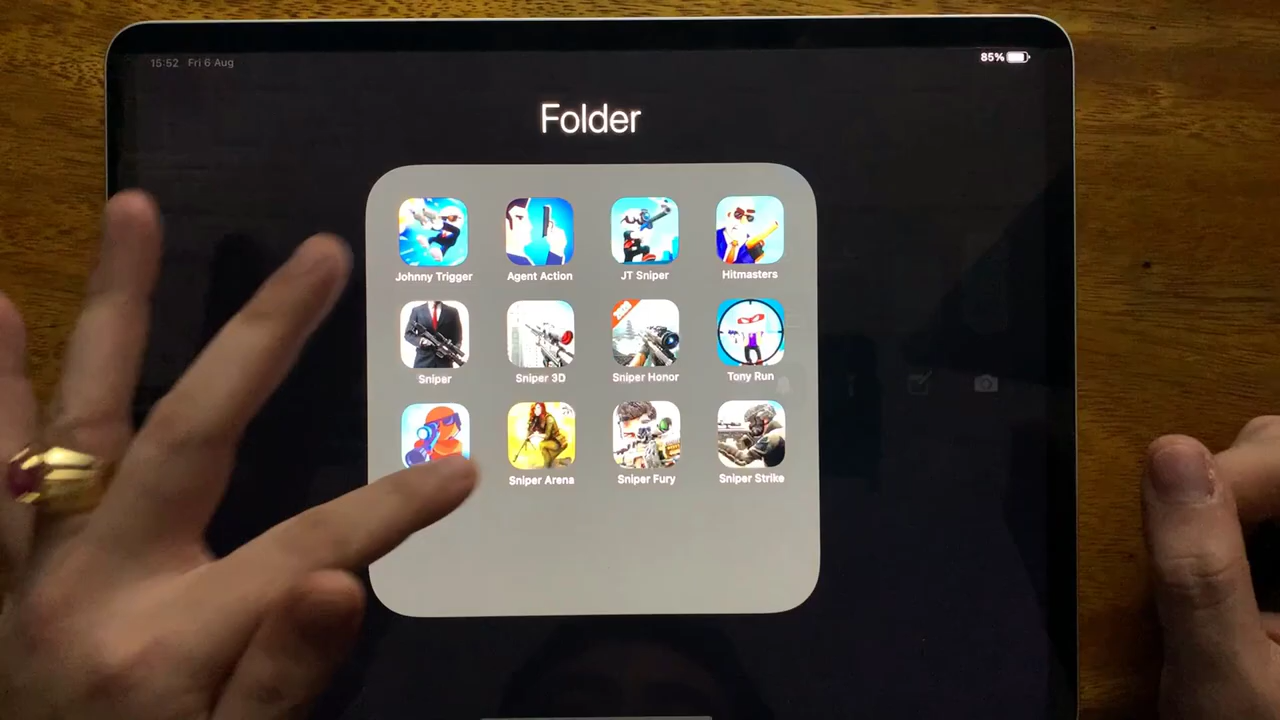 15:52 Fri 6 Aug
85%
Folder
Johnny Trigger
Agent Action
JT Sniper
Hitmasters
Sniper
Sniper 3D
Sniper Honor
Tony Run
Sniper Arena
Sniper Fury
Sniper Strike